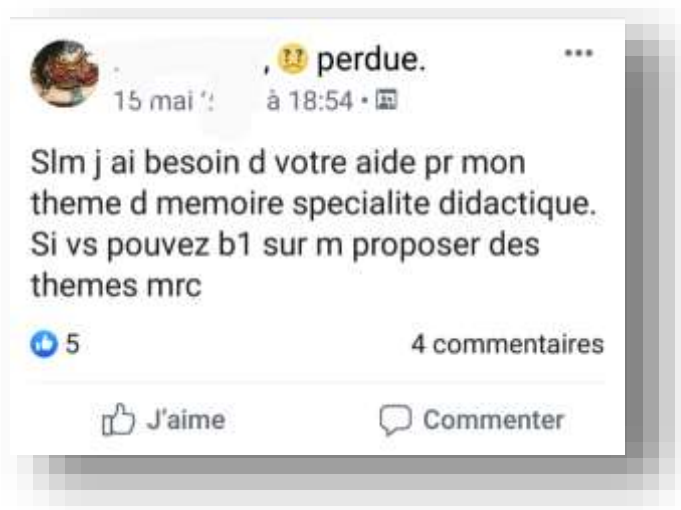 , perdue.
15 mai à 18:54
Slm j ai besoin d votre aide pr mon
theme d memoire specialite didactique.
Si vs pouvez b1 sur m proposer des
themes mrc
5 4 commentaires
J'aime Commenter